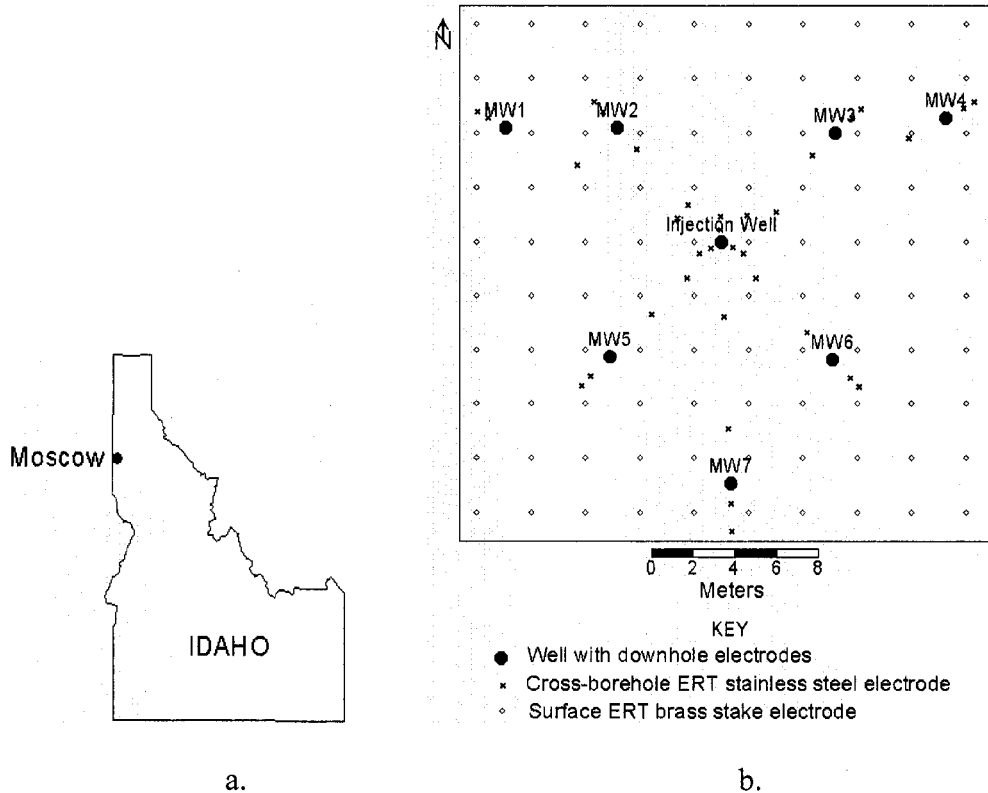 N
MW1
MW2
MW3
MW4
Injection Well
MW5
MW6
MW7
0 2 4 6 8
Meters
KEY
Well with downhole electrodes
Cross-borehole ERT stainless steel electrode
Surface ERT brass stake electrode
Moscow
IDAHO
a.
b.